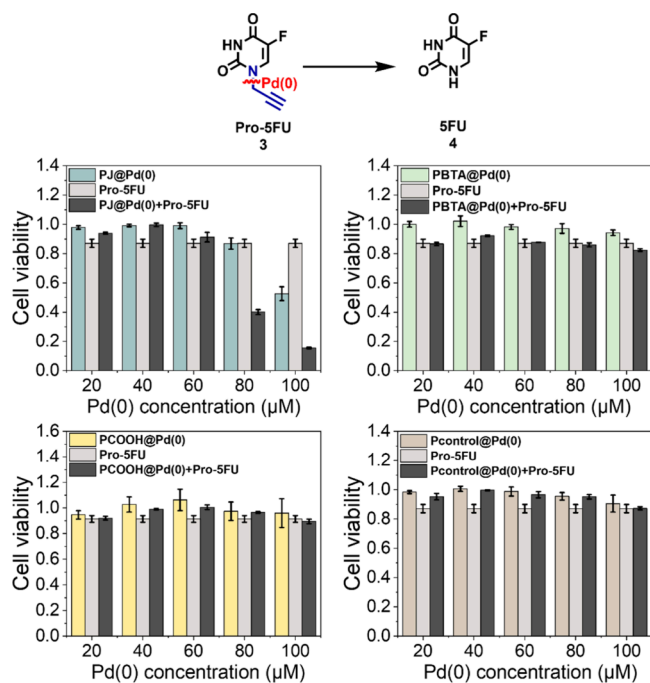 O
F
HN
O
N
Pd(0)
Pro-5FU
3
O
F
HN
O
N
H
5FU
4
1.4
1.2
1.0
0.8
0.6
0.4
0.2
0.0
Cell viability
PJ@Pd(0)
Pro-5FU
PJ@Pd(0)+Pro-5FU
20 40 60 80 100
Pd(0) concentration (µM)
1.4
1.2
1.0
0.8
0.6
0.4
0.2
0.0
Cell viability
PBTA@Pd(0)
Pro-5FU
PBTA@Pd(0)+Pro-5FU
20 40 60 80 100
Pd(0) concentration (µM)
1.6
1.4
1.2
1.0
0.8
0.6
0.4
0.2
0.0
Cell viability
PCOOH@Pd(0)
Pro-5FU
PCOOH@Pd(0)+Pro-5FU
20 40 60 80 100
Pd(0) concentration (µM)
1.4
1.2
1.0
0.8
0.6
0.4
0.2
0.0
Cell viability
Pcontrol@Pd(0)
Pro-5FU
Pcontrol@Pd(0)+Pro-5FU
20 40 60 80 100
Pd(0) concentration (µM)